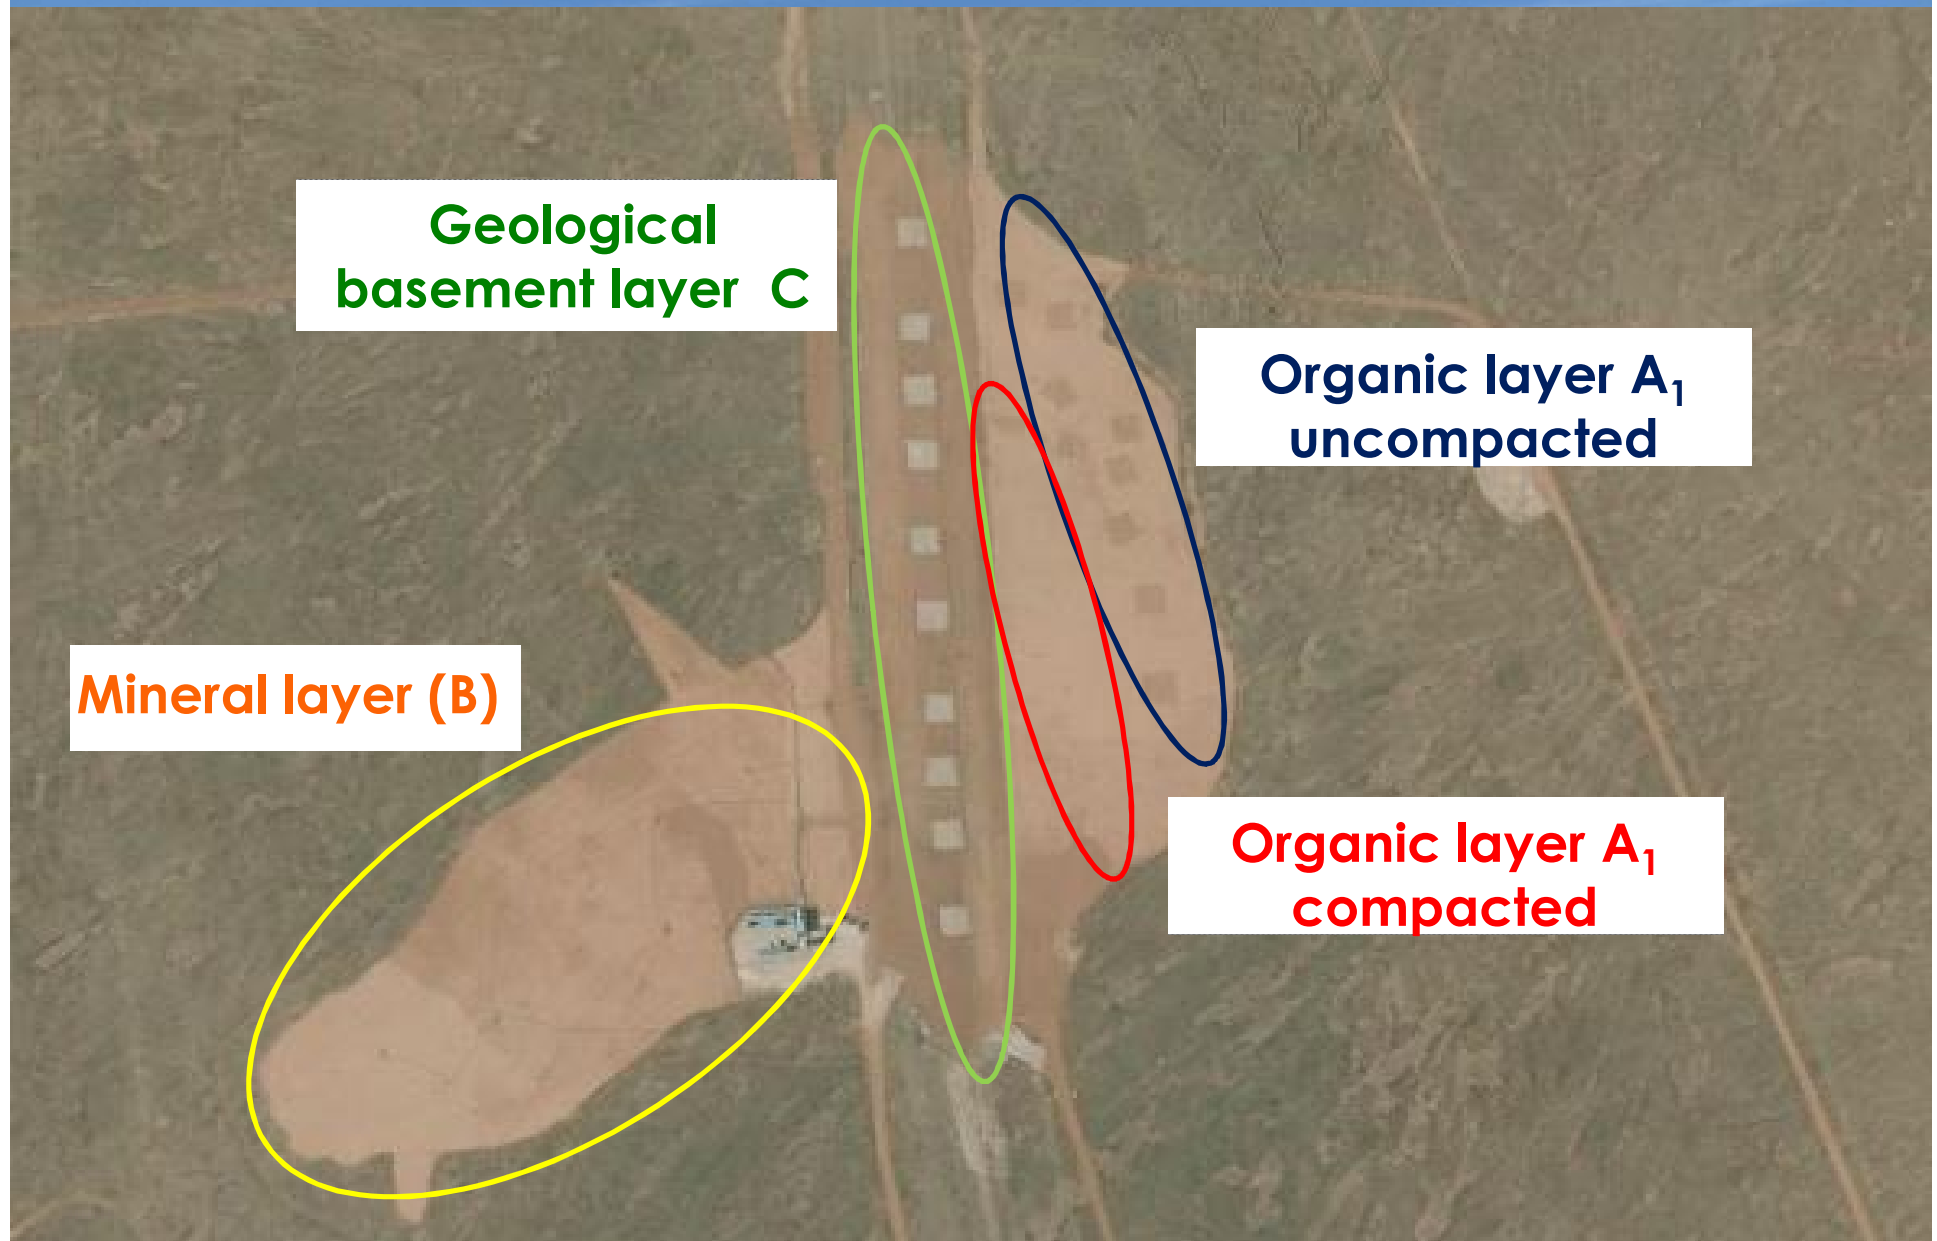 Geological
basement layer C
Organic layer A₁
uncompacted
Mineral layer (B)
Organic layer A₁
compacted